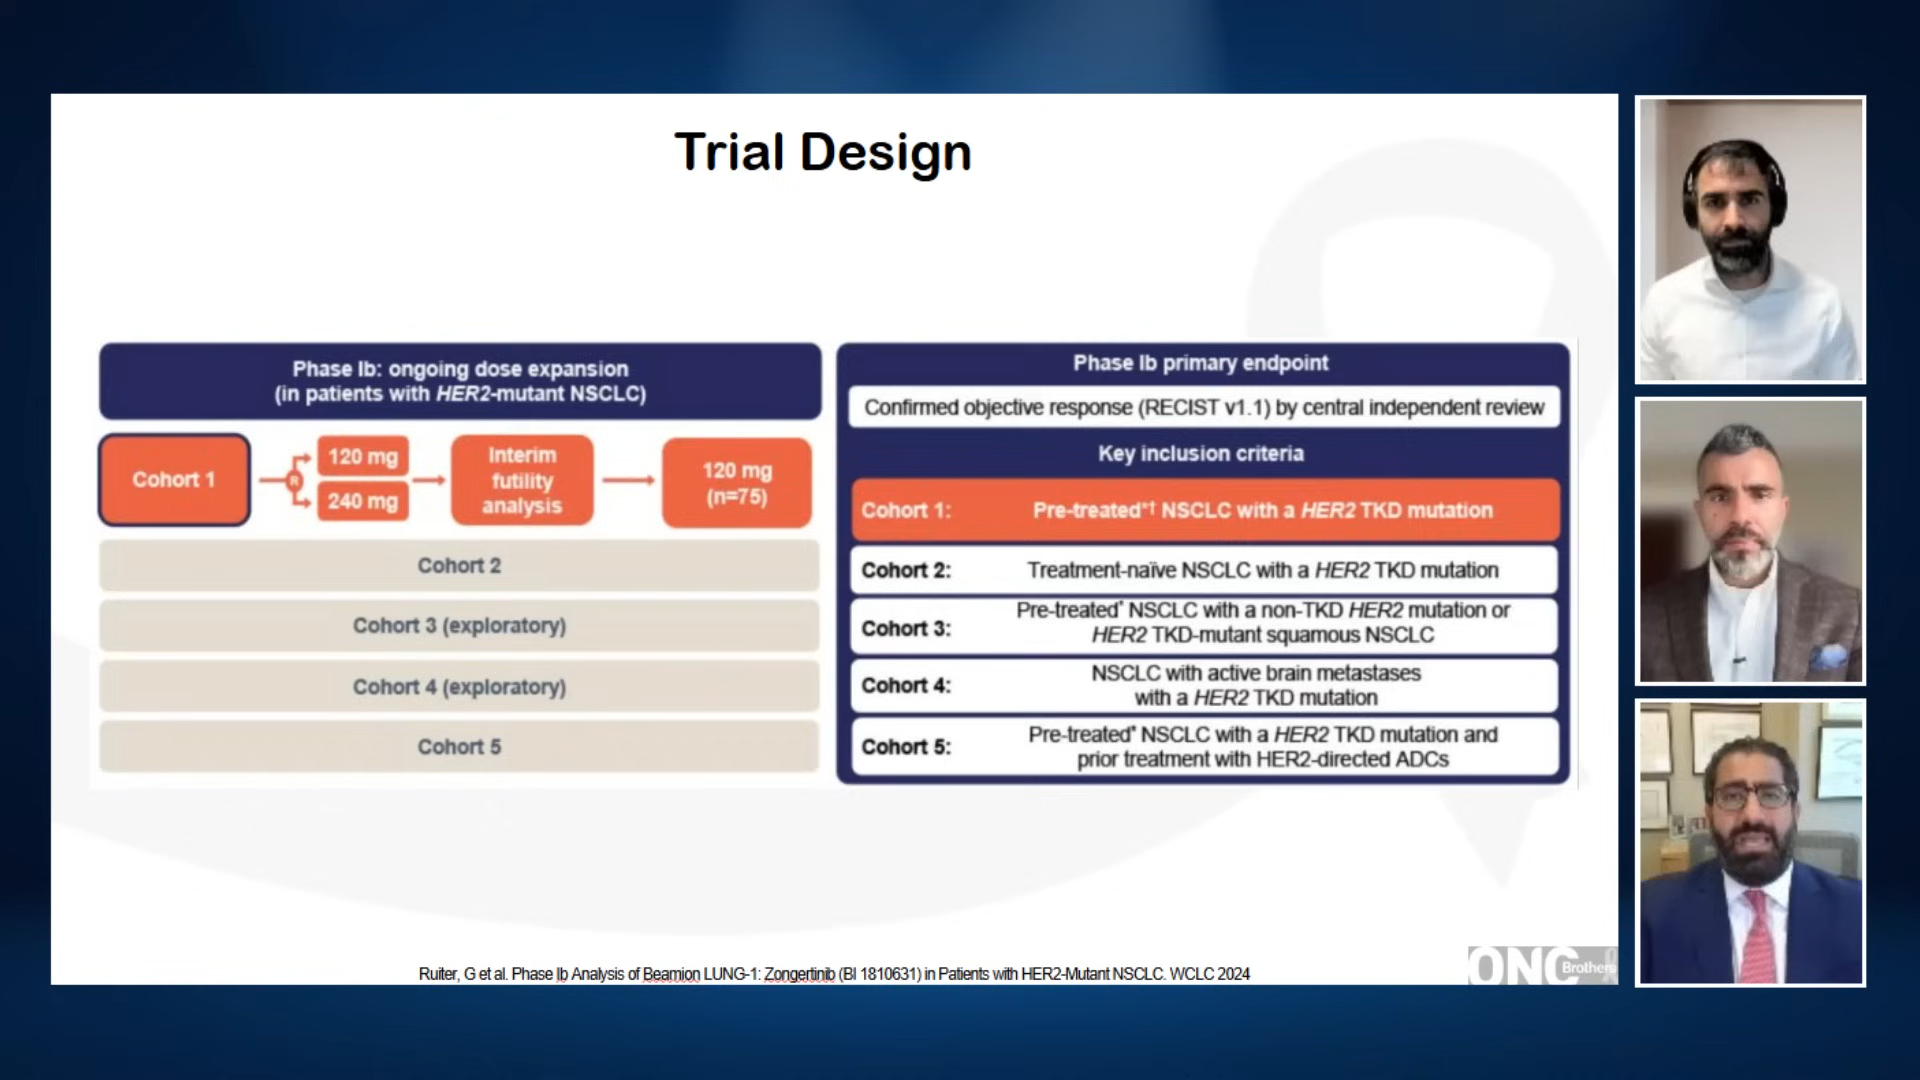 Trial Design
Phase Ib: ongoing dose expansion
(in patients with HER2-mutant NSCLC)
Cohort 1
R
120 mg
240 mg
Interim
futility
analysis
120 mg
(n=75)
Cohort 2
Cohort 3 (exploratory)
Cohort 4 (exploratory)
Cohort 5
Phase Ib primary endpoint
Confirmed objective response (RECIST v1.1) by central independent review
Key inclusion criteria
Cohort 1: Pre-treated*† NSCLC with a HER2 TKD mutation
Cohort 2: Treatment-naïve NSCLC with a HER2 TKD mutation
Cohort 3: Pre-treated* NSCLC with a non-TKD HER2 mutation or
HER2 TKD-mutant squamous NSCLC
Cohort 4: NSCLC with active brain metastases
with a HER2 TKD mutation
Cohort 5: Pre-treated* NSCLC with a HER2 TKD mutation and
prior treatment with HER2-directed ADCs
Ruiter, G et al. Phase Ib Analysis of Beamion LUNG-1: Zongertinib (BI 1810631) in Patients with HER2-Mutant NSCLC. WCLC 2024
ONC Brothers